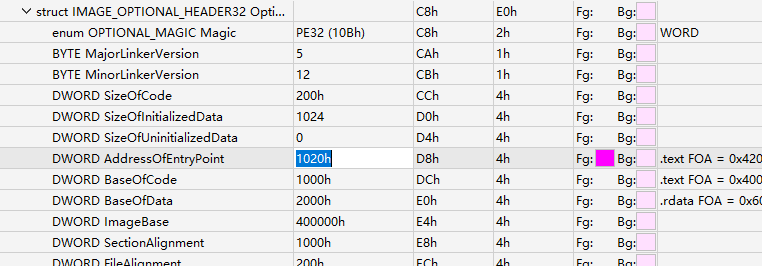 struct IMAGE_OPTIONAL_HEADER32 Opti... C8h E0h Fg: Bg:
enum OPTIONAL_MAGIC Magic PE32 (10Bh) C8h 2h Fg: Bg: WORD
BYTE MajorLinkerVersion 5 CAh 1h Fg: Bg:
BYTE MinorLinkerVersion 12 CBh 1h Fg: Bg:
DWORD SizeOfCode 200h CCh 4h Fg: Bg:
DWORD SizeOfInitializedData 1024 D0h 4h Fg: Bg:
DWORD SizeOfUninitializedData 0 D4h 4h Fg: Bg:
DWORD AddressOfEntryPoint 1020h D8h 4h Fg: Bg: .text FOA = 0x420
DWORD BaseOfCode 1000h DCh 4h Fg: Bg: .text FOA = 0x400
DWORD BaseOfData 2000h E0h 4h Fg: Bg: .rdata FOA = 0x60
DWORD ImageBase 400000h E4h 4h Fg: Bg:
DWORD SectionAlignment 1000h E8h 4h Fg: Bg:
DWORD FileAlignment 200h ECh 4h Fg: Bg: